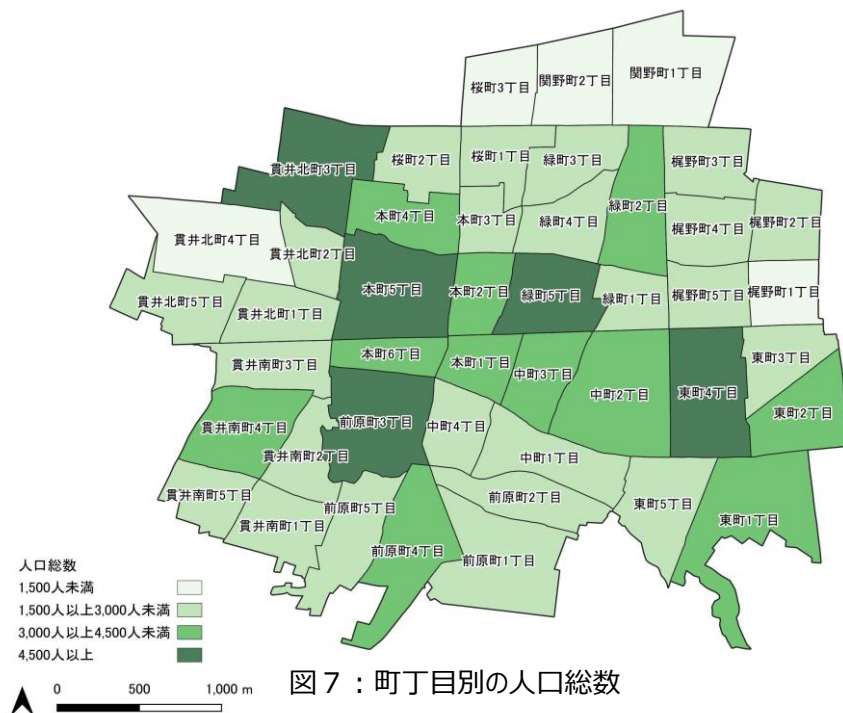 桜町3丁目
関野町2丁目
関野町1丁目
貫井北町3丁目
桜町2丁目
桜町1丁目
緑町3丁目
梶野町3丁目
本町4丁目
本町3丁目
緑町4丁目
緑町2丁目
梶野町4丁目
梶野町2丁目
貫井北町4丁目
貫井北町2丁目
本町5丁目
本町2丁目
緑町5丁目
緑町1丁目
梶野町5丁目
梶野町1丁目
貫井北町5丁目
貫井北町1丁目
貫井南町3丁目
本町6丁目
本町1丁目
中町3丁目
中町2丁目
東町4丁目
東町3丁目
東町2丁目
貫井南町4丁目
貫井南町2丁目
前原町3丁目
中町4丁目
中町1丁目
貫井南町5丁目
貫井南町1丁目
前原町5丁目
前原町2丁目
東町5丁目
東町1丁目
前原町4丁目
前原町1丁目
人口総数
1,500人未満
1,500人以上3,000人未満
3,000人以上4,500人未満
4,500人以上
0 500 1,000 m
図7：町丁目別の人口総数